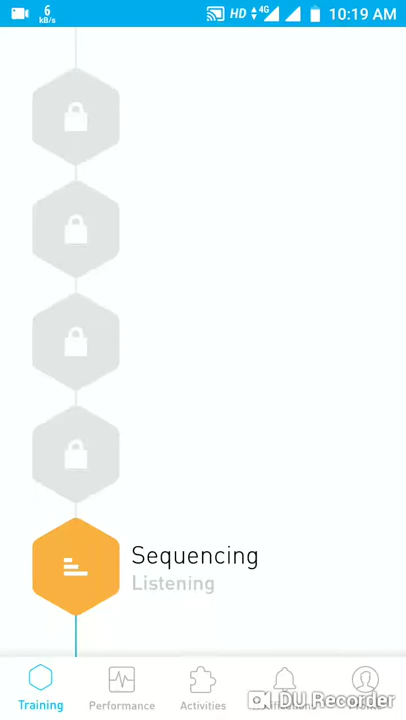 6
kB/s
HD 4G 10:19 AM
Sequencing
Listening
Training Performance Activities
DU Recorder